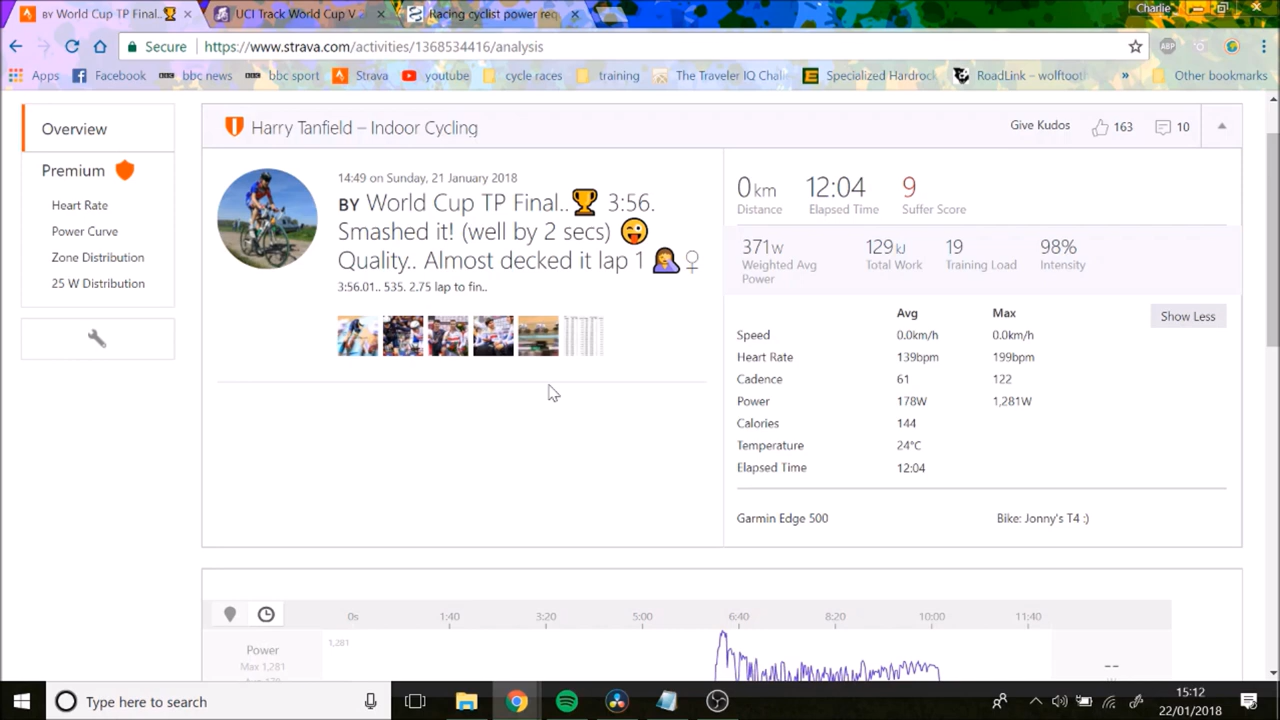 BY World Cup TP Final..🏆
UCI Track World Cup V 2
Racing cyclist power req
Charlie
Secure
https://www.strava.com/activities/1368534416/analysis
ABP
Apps
Facebook
BBC
bbc news
BBC
bbc sport
Strava
youtube
cycle races
training
The Traveler IQ Chall
Specialized Hardrock
RoadLink – wolftooth
»
Other bookmarks
Overview
Premium
Heart Rate
Power Curve
Zone Distribution
25 W Distribution
Harry Tanfield – Indoor Cycling
Give Kudos
163
10
14:49 on Sunday, 21 January 2018
BY World Cup TP Final..🏆 3:56.
Smashed it! (well by 2 secs) 😜
Quality.. Almost decked it lap 1 🤦♀
3:56.01.. 535. 2.75 lap to fin..
0km
Distance
12:04
Elapsed Time
9
Suffer Score
371W
Weighted Avg
Power
129kJ
Total Work
19
Training Load
98%
Intensity
Avg Max
Show Less
Speed 0.0km/h 0.0km/h
Heart Rate 139bpm 199bpm
Cadence 61 122
Power 178W 1,281W
Calories 144
Temperature 24°C
Elapsed Time 12:04
Garmin Edge 500
Bike: Jonny's T4 :)
0s 1:40 3:20 5:00 6:40 8:20 10:00 11:40
Power
Max 1,281
1,281
--
Type here to search
15:12
22/01/2018